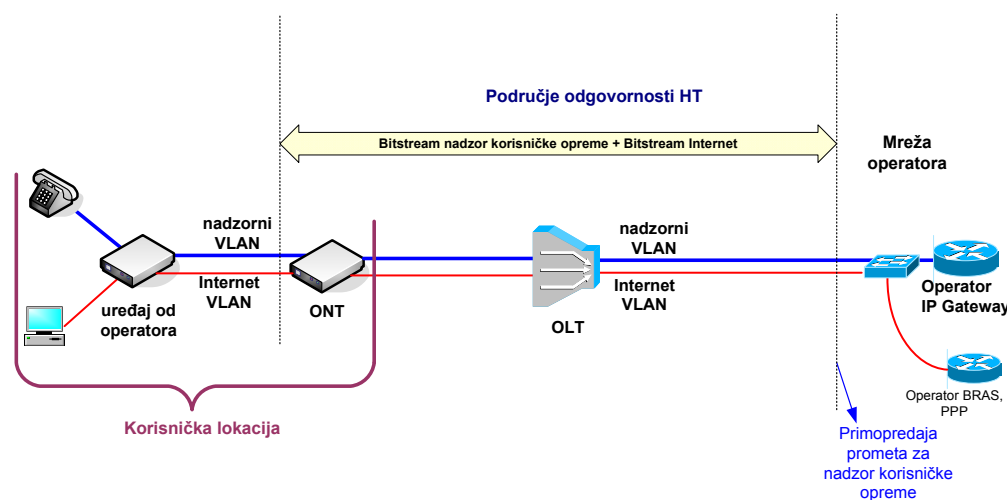 Područje odgovornosti HT
Bitstream nadzor korisničke opreme + Bitstream Internet
Mreža
operatora
nadzorni
VLAN
Internet
VLAN
uređaj od
operatora
ONT
OLT
nadzorni
VLAN
Internet
VLAN
Operator
IP Gateway
Operator BRAS,
PPP
Korisnička lokacija
Primopredaja
prometa za
nadzor korisničke
opreme